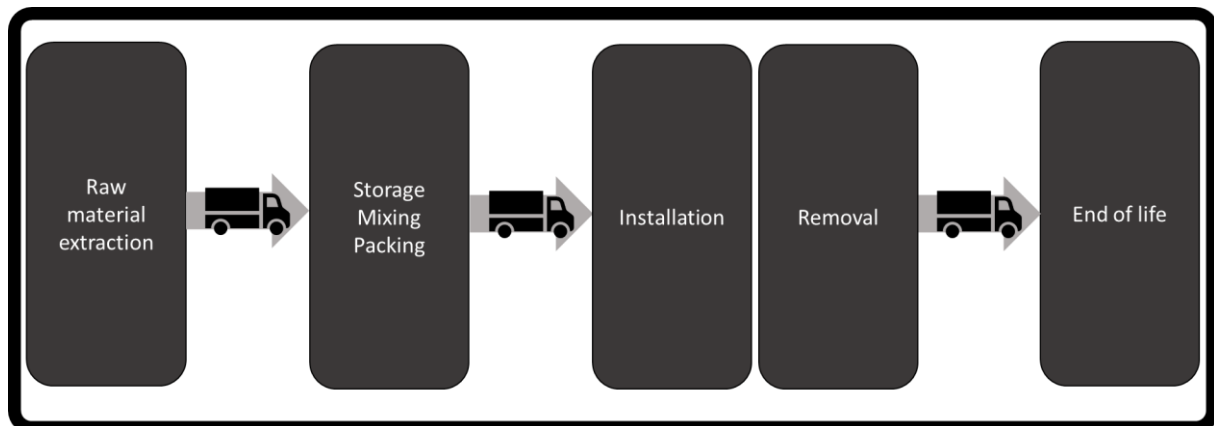 Raw
material
extraction
Storage
Mixing
Packing
Installation
Removal
End of life